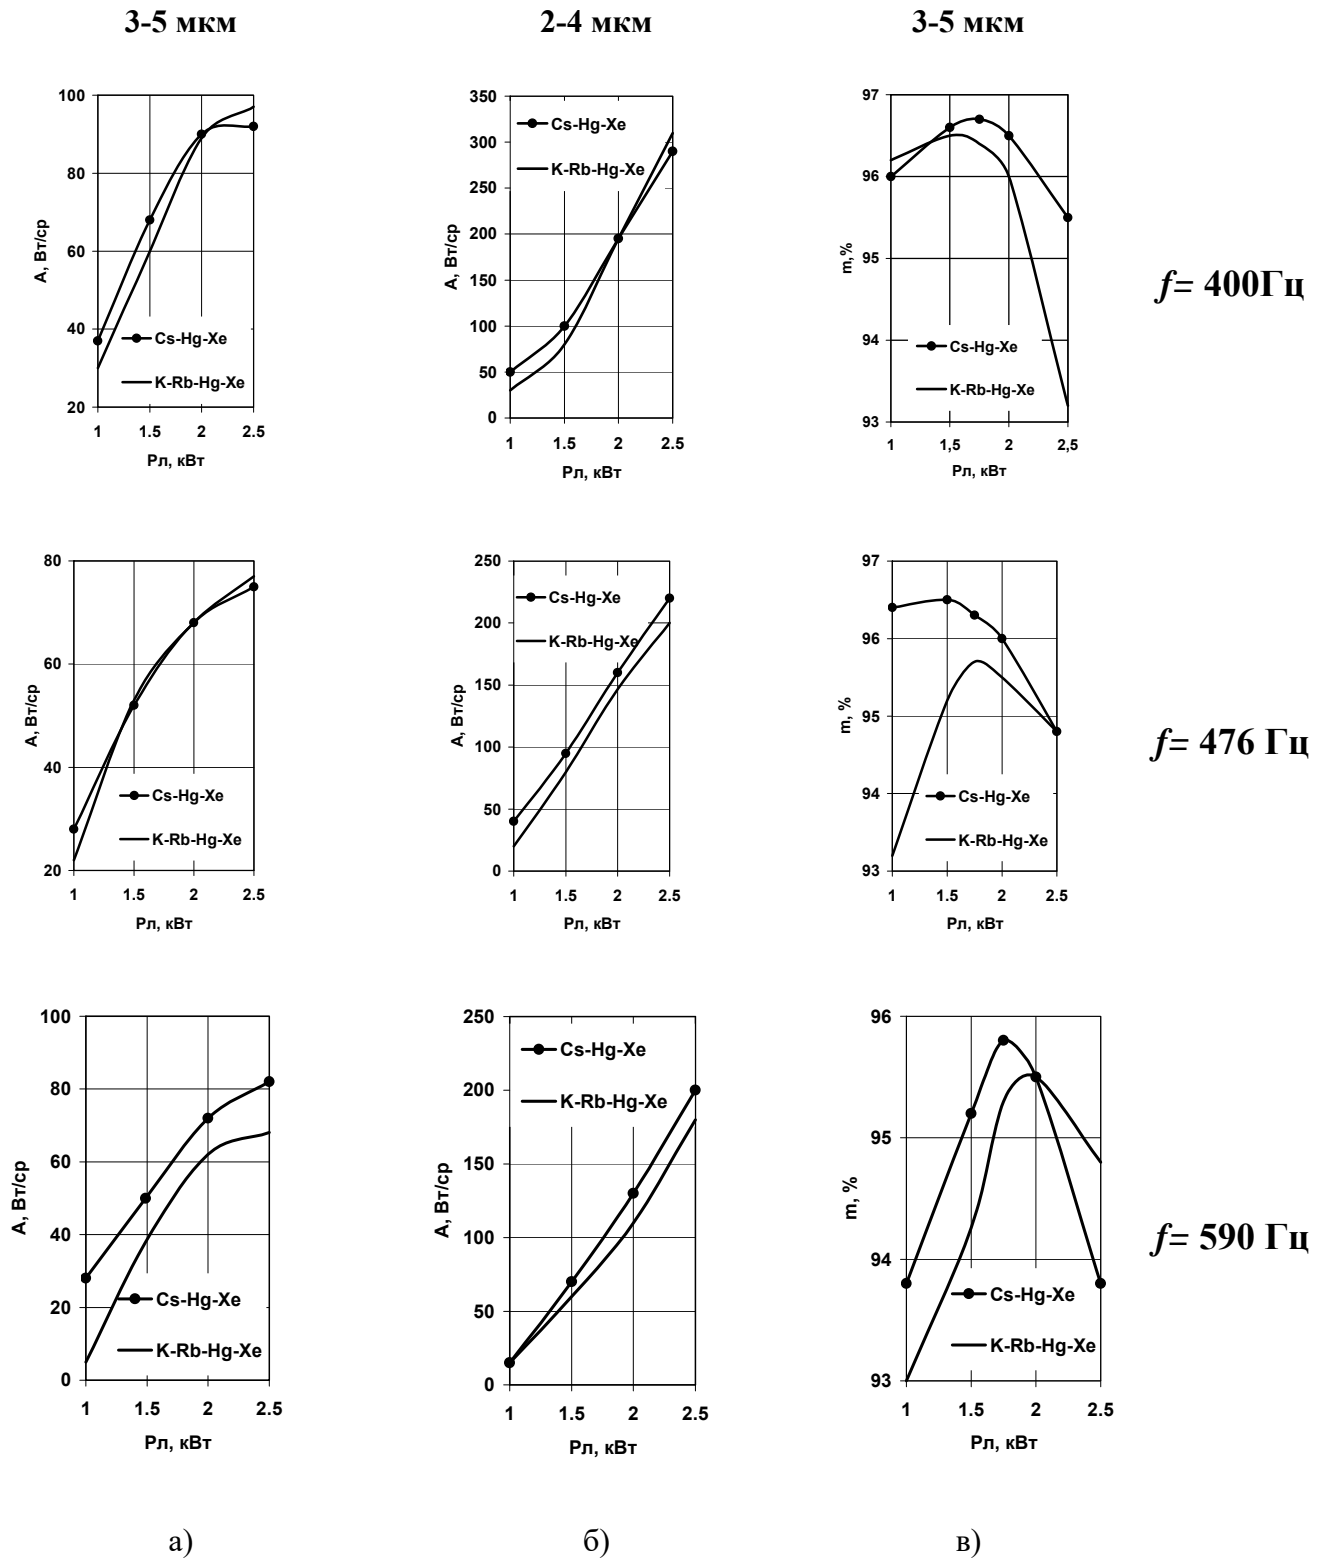 3-5 мкм
2-4 мкм
3-5 мкм
100
80
60
40
20
1
1.5
2
2.5
А, Вт/ср
Рл, кВт
Cs-Hg-Xe
K-Rb-Hg-Xe
350
300
250
200
150
100
50
0
1
1.5
2
2.5
А, Вт/ср
Рл, кВт
Cs-Hg-Xe
K-Rb-Hg-Xe
97
96
95
94
93
1
1,5
2
2,5
m,%
Рл, кВт
Cs-Hg-Xe
K-Rb-Hg-Xe
f= 400Гц
80
60
40
20
1
1.5
2
2.5
А, Вт/ср
Рл, кВт
Cs-Hg-Xe
K-Rb-Hg-Xe
250
200
150
100
50
0
1
1.5
2
2.5
А, Вт/ср
Рл, кВт
Cs-Hg-Xe
K-Rb-Hg-Xe
97
96
95
94
93
1
1.5
2
2.5
m, %
Рл, кВт
Cs-Hg-Xe
K-Rb-Hg-Xe
f= 476 Гц
100
80
60
40
20
0
1
1.5
2
2.5
А, Вт/ср
Рл, кВт
Cs-Hg-Xe
K-Rb-Hg-Xe
250
200
150
100
50
0
1
1.5
2
2.5
А, Вт/ср
Рл, кВт
Cs-Hg-Xe
K-Rb-Hg-Xe
96
95
94
93
1
1.5
2
2.5
m, %
Рл, кВт
Cs-Hg-Xe
K-Rb-Hg-Xe
f= 590 Гц
а)
б)
в)